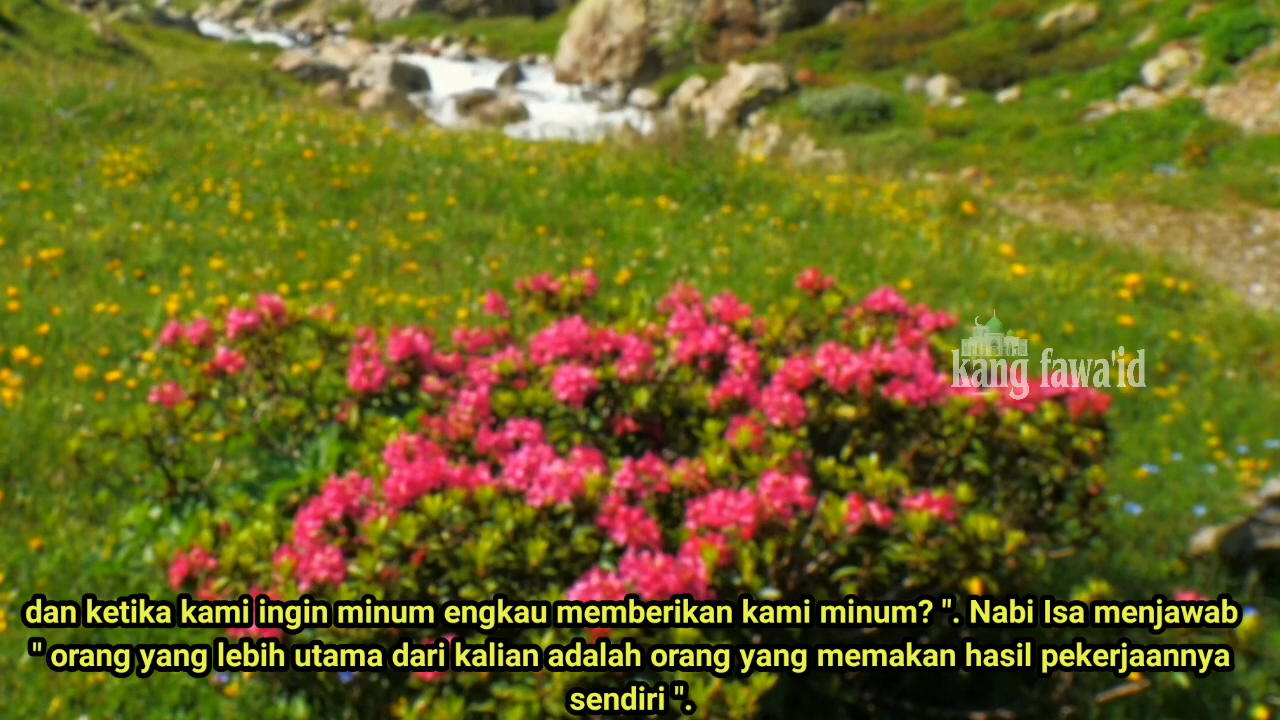 kang fawa'id
dan ketika kami ingin minum engkau memberikan kami minum? ". Nabi Isa menjawab
" orang yang lebih utama dari kalian adalah orang yang memakan hasil pekerjaannya
sendiri ".